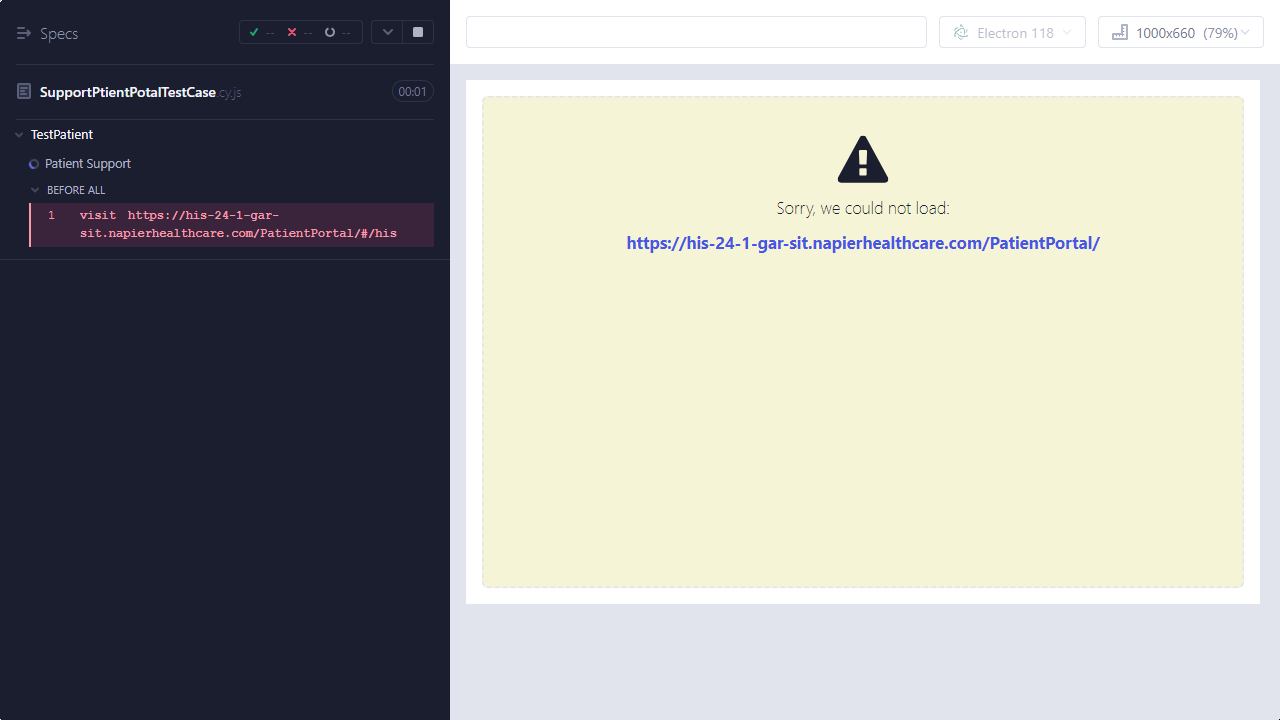 Specs
-- -- --
SupportPtientPotalTestCase.cy.js 00:01
TestPatient
Patient Support
BEFORE ALL
1 visit https://his-24-1-gar-
sit.napierhealthcare.com/PatientPortal/#/his
Electron 118
1000x660 (79%)
Sorry, we could not load:
https://his-24-1-gar-sit.napierhealthcare.com/PatientPortal/